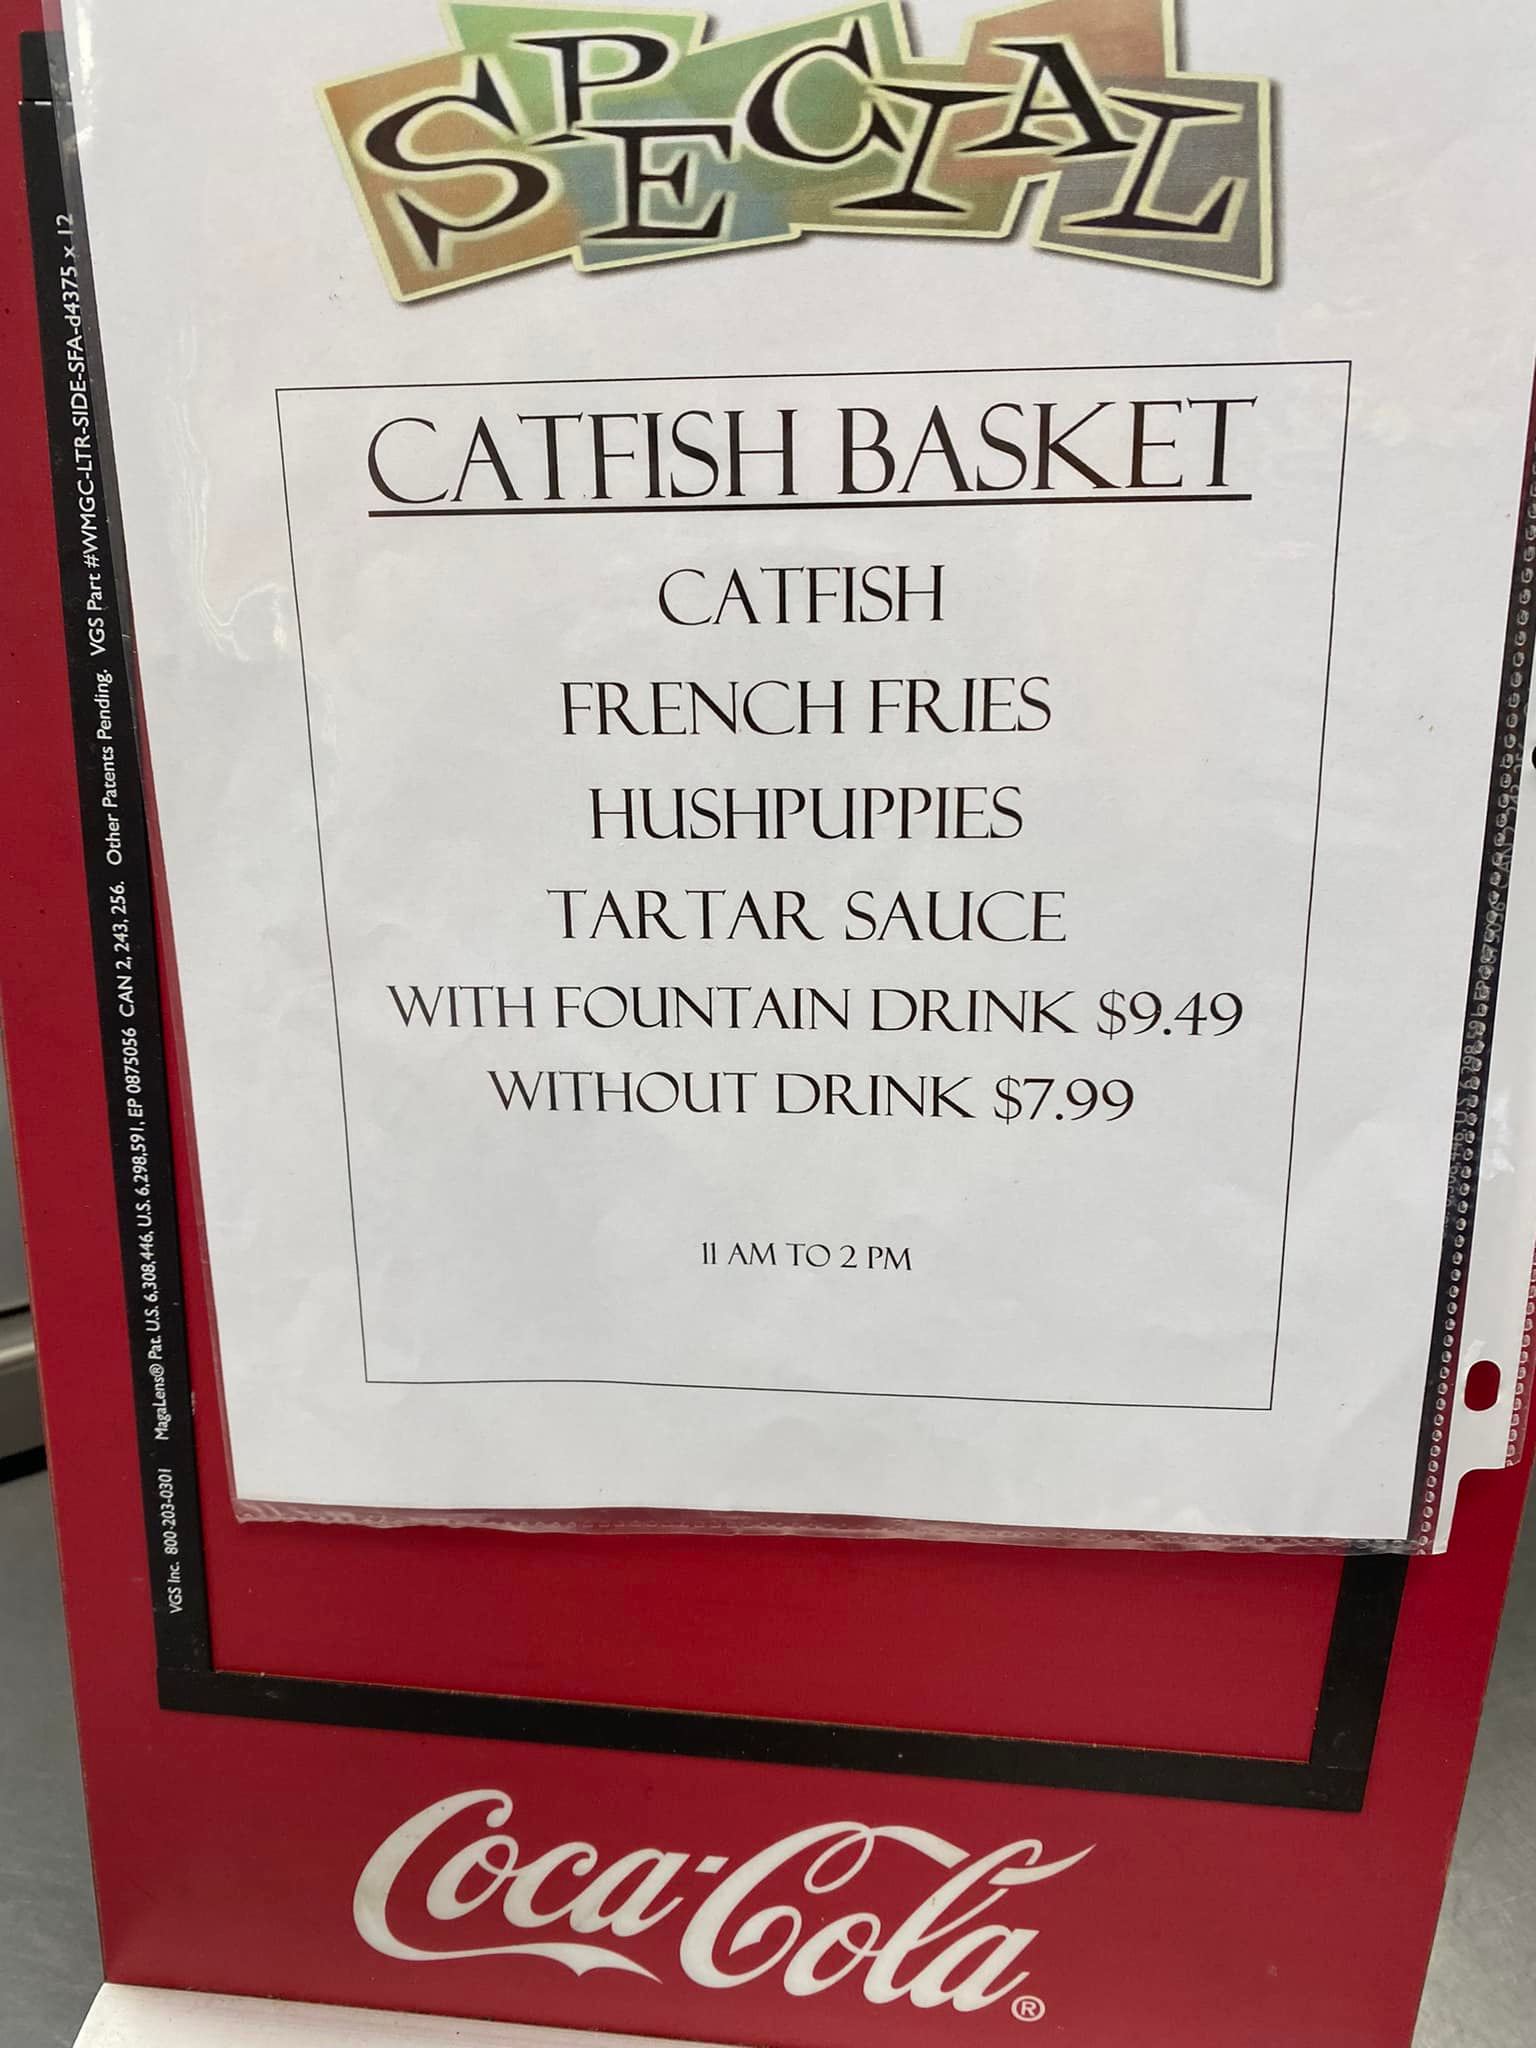 SPECIAL
CATFISH BASKET
CATFISH
FRENCH FRIES
HUSHPUPPIES
TARTAR SAUCE
WITH FOUNTAIN DRINK $9.49
WITHOUT DRINK $7.99
11 AM TO 2 PM
VGS Inc. 800-203-0301 MagaLens® Pat. U.S. 6,308,446, U.S. 6,298,591, EP 0875056 CAN 2, 243, 256. Other Patents Pending. VGS Part #WMGC-LTR-SIDE-SFA-d4375 x 12
Coca-Cola®